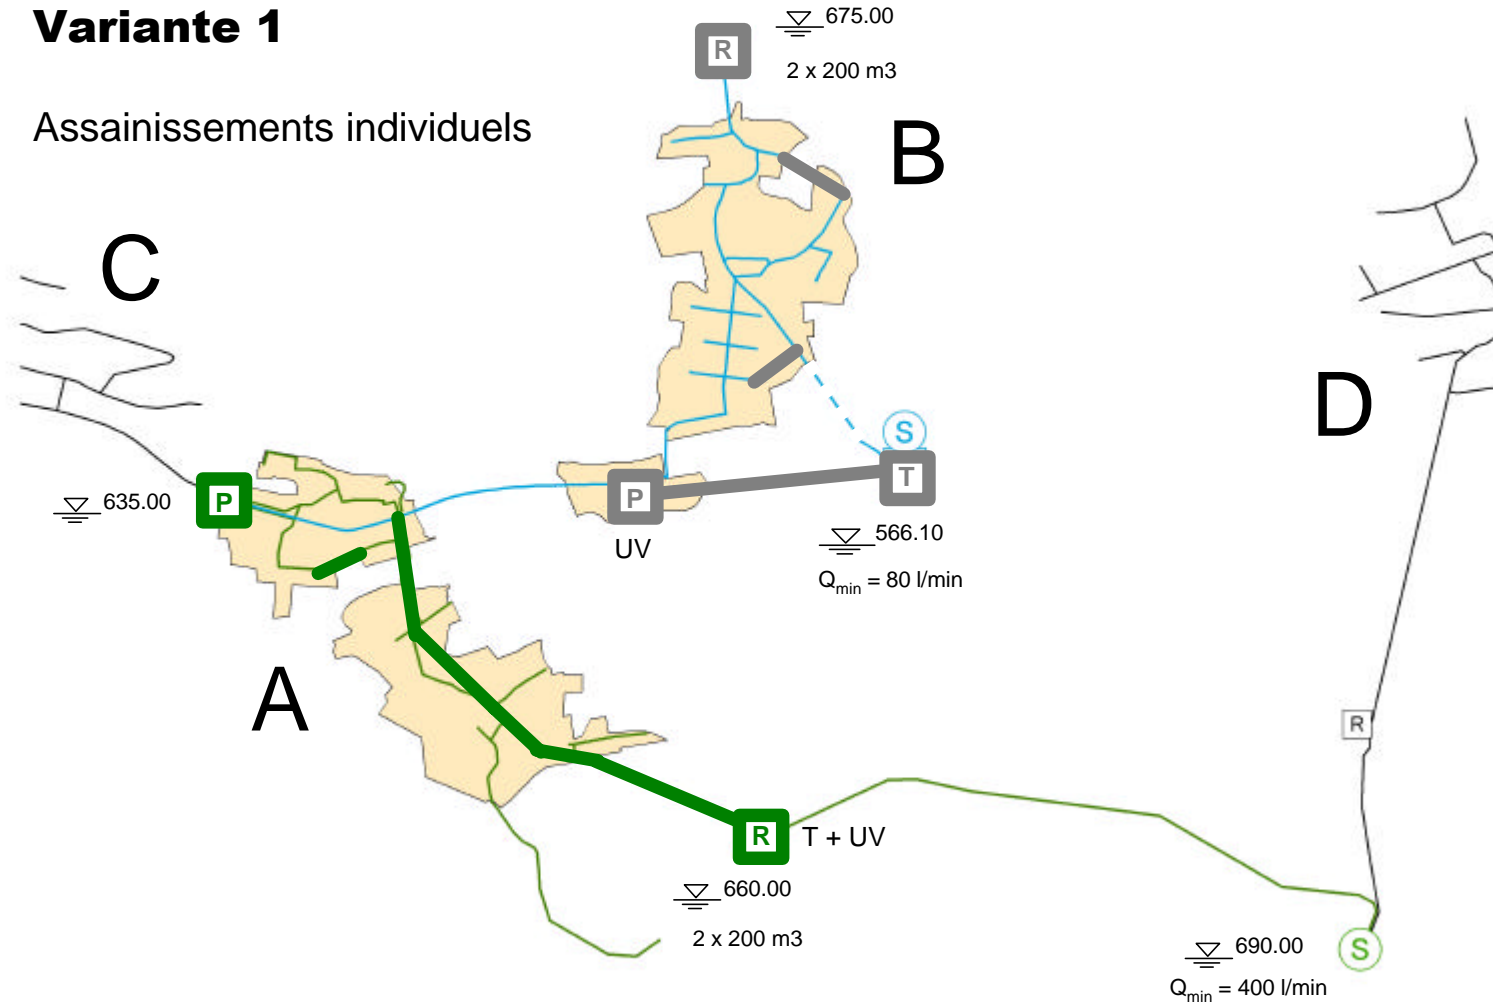 Variante 1
675.00
R
2 x 200 m3
Assainissements individuels
B
C
D
S
T
P
P
635.00
566.10
UV
Qmin = 80 l/min
A
R
R
T + UV
660.00
2 x 200 m3
690.00
S
Qmin = 400 l/min